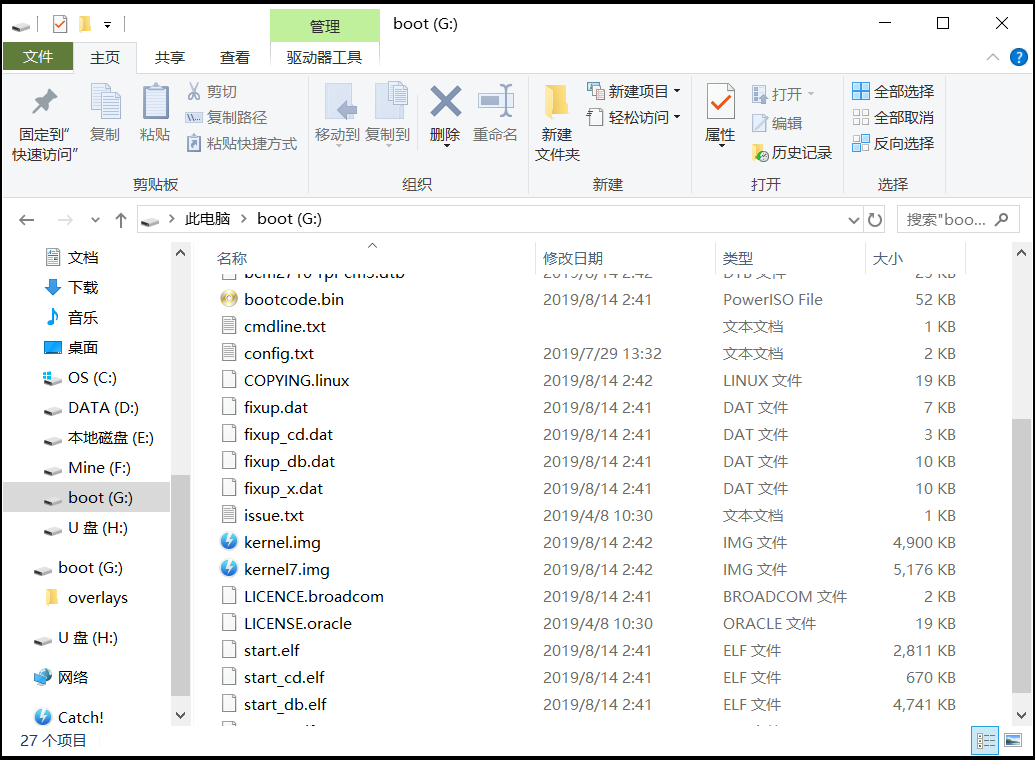 管理
boot (G:)
文件 主页 共享 查看 驱动器工具
固定到"
快速访问"
复制
粘贴
剪切
复制路径
粘贴快捷方式
剪贴板
移动到
复制到
删除
重命名
组织
新建
文件夹
新建项目
轻松访问
新建
属性
打开
编辑
历史记录
打开
全部选择
全部取消
反向选择
选择
此电脑 boot (G:)
搜索"boo...
文档
下载
音乐
桌面
OS (C:)
DATA (D:)
本地磁盘 (E:)
Mine (F:)
boot (G:)
U 盘 (H:)
boot (G:)
overlays
U 盘 (H:)
网络
Catch!
名称 修改日期 类型 大小
bootcode.bin 2019/8/14 2:41 PowerISO File 52 KB
cmdline.txt 文本文档 1 KB
config.txt 2019/7/29 13:32 文本文档 2 KB
COPYING.linux 2019/8/14 2:42 LINUX 文件 19 KB
fixup.dat 2019/8/14 2:41 DAT 文件 7 KB
fixup_cd.dat 2019/8/14 2:41 DAT 文件 3 KB
fixup_db.dat 2019/8/14 2:41 DAT 文件 10 KB
fixup_x.dat 2019/8/14 2:41 DAT 文件 10 KB
issue.txt 2019/4/8 10:30 文本文档 1 KB
kernel.img 2019/8/14 2:42 IMG 文件 4,900 KB
kernel7.img 2019/8/14 2:42 IMG 文件 5,176 KB
LICENCE.broadcom 2019/8/14 2:41 BROADCOM 文件 2 KB
LICENSE.oracle 2019/4/8 10:30 ORACLE 文件 19 KB
start.elf 2019/8/14 2:41 ELF 文件 2,811 KB
start_cd.elf 2019/8/14 2:41 ELF 文件 670 KB
start_db.elf 2019/8/14 2:41 ELF 文件 4,741 KB
27 个项目